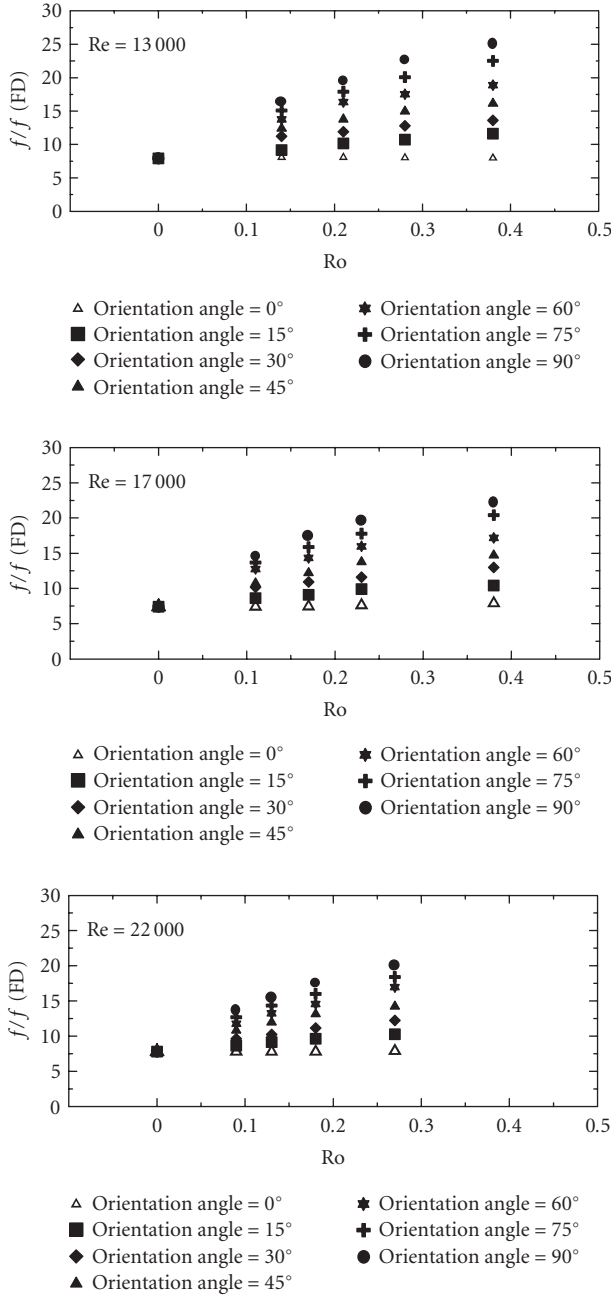 30
25
20
15
10
5
0
f/f (FD)
Re = 13 000
0 0.1 0.2 0.3 0.4 0.5
Ro
Orientation angle = 0°
Orientation angle = 15°
Orientation angle = 30°
Orientation angle = 45°
Orientation angle = 60°
Orientation angle = 75°
Orientation angle = 90°
30
25
20
15
10
5
0
f/f (FD)
Re = 17 000
0 0.1 0.2 0.3 0.4 0.5
Ro
Orientation angle = 0°
Orientation angle = 15°
Orientation angle = 30°
Orientation angle = 45°
Orientation angle = 60°
Orientation angle = 75°
Orientation angle = 90°
30
25
20
15
10
5
0
f/f (FD)
Re = 22 000
0 0.1 0.2 0.3 0.4 0.5
Ro
Orientation angle = 0°
Orientation angle = 15°
Orientation angle = 30°
Orientation angle = 45°
Orientation angle = 60°
Orientation angle = 75°
Orientation angle = 90°